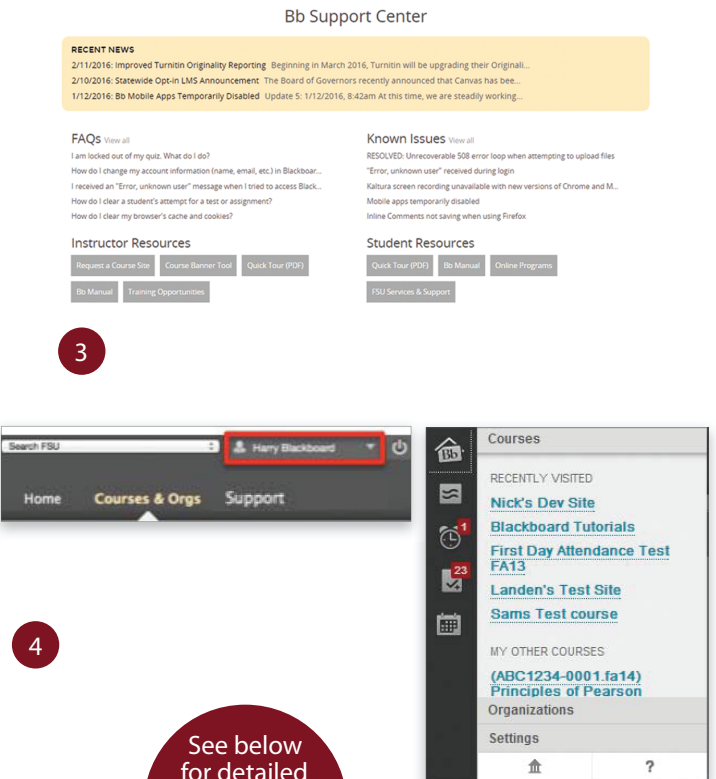 Bb Support Center
RECENT NEWS
2/11/2016: Improved Turnitin Originality Reporting Beginning in March 2016, Turnitin will be upgrading their Originali...
2/10/2016: Statewide Opt-in LMS Announcement The Board of Governors recently announced that Canvas has bee...
1/12/2016: Bb Mobile Apps Temporarily Disabled Update 5: 1/12/2016, 8:42am At this time, we are steadily working...
FAQs View all
I am locked out of my quiz. What do I do?
How do I change my account information (name, email, etc.) in Blackboar...
I received an "Error, unknown user" message when I tried to access Black...
How do I clear a student's attempt for a test or assignment?
How do I clear my browser's cache and cookies?
Known Issues View all
RESOLVED: Unrecoverable 508 error loop when attempting to upload files
"Error, unknown user" received during login
Kaltura screen recording unavailable with new versions of Chrome and M...
Mobile apps temporarily disabled
Inline Comments not saving when using Firefox
Instructor Resources
Request a Course Site Course Banner Tool Quick Tour (PDF)
Bb Manual Training Opportunities
Student Resources
Quick Tour (PDF) Bb Manual Online Programs
FSU Services & Support
3
Search FSU
Harry Blackboard
Home Courses & Orgs Support
4
Bb
1
23
Courses
RECENTLY VISITED
Nick's Dev Site
Blackboard Tutorials
First Day Attendance Test
FA13
Landen's Test Site
Sams Test course
MY OTHER COURSES
(ABC1234-0001.fa14)
Principles of Pearson
Organizations
Settings
?
See below
for detailed